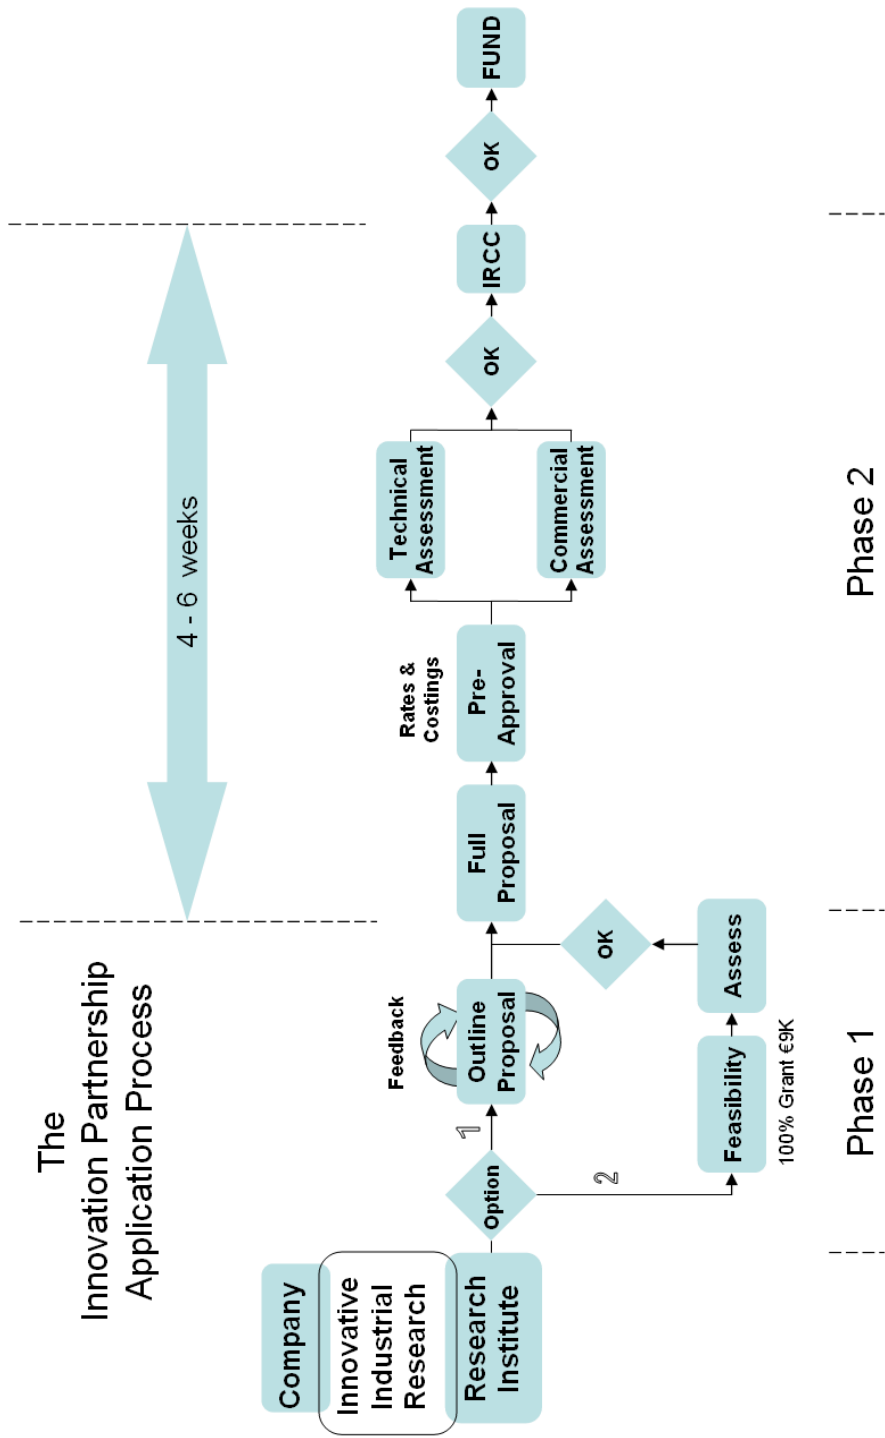 The
Innovation Partnership
Application Process
4 - 6 weeks
Company
Innovative
Industrial
Research
Research
Institute
Option
1
2
Feedback
Outline
Proposal
Feasibility
100% Grant €9K
Assess
OK
Full
Proposal
Rates &
Costings
Pre-
Approval
Technical
Assessment
Commercial
Assessment
OK
IRCC
OK
FUND
Phase 1
Phase 2